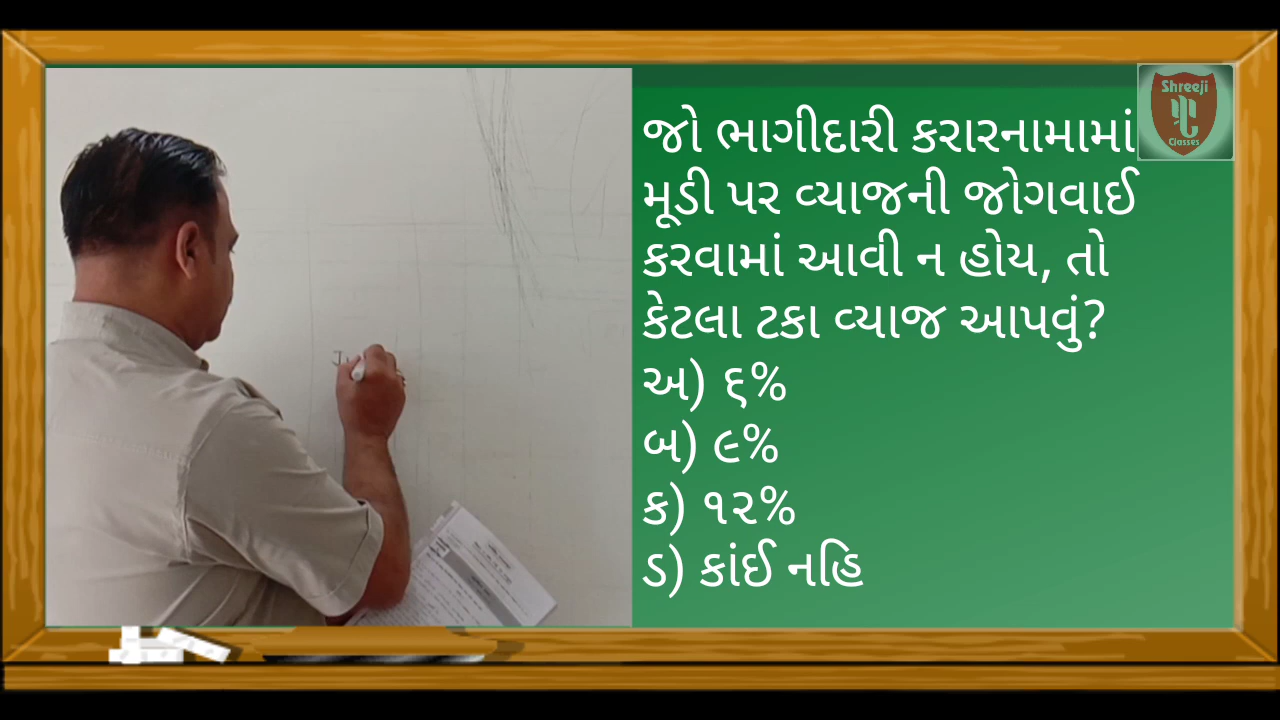 Shreeji
Classes
જો ભાગીદારી કરારનામામાં
મૂડી પર વ્યાજની જોગવાઈ
કરવામાં આવી ન હોય, તો
કેટલા ટકા વ્યાજ આપવું?
અ) ૬%
બ) ૯%
ક) ૧૨%
ડ) કાંઈ નહિ